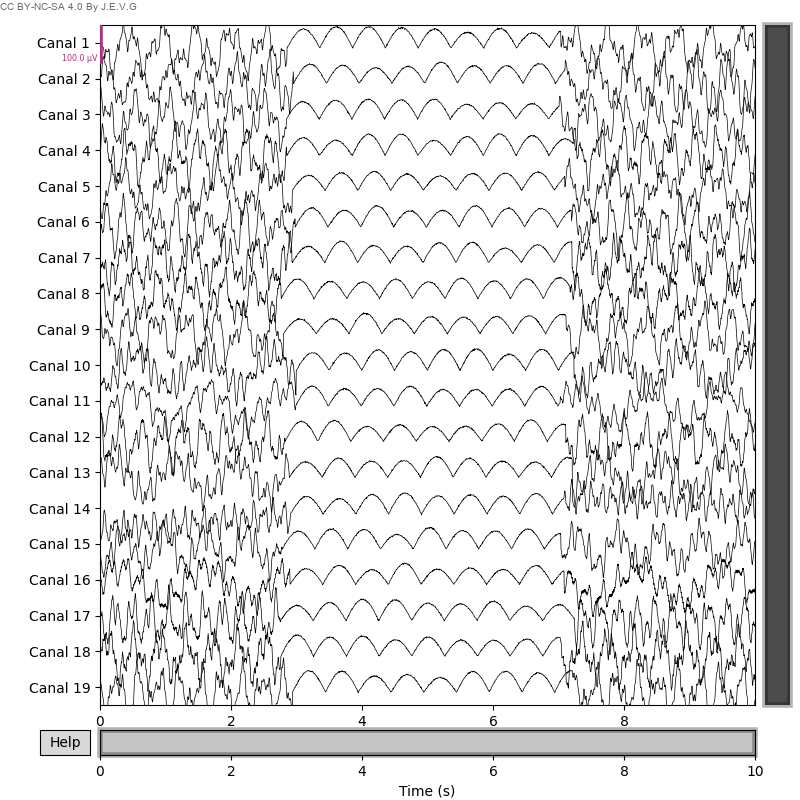 CC BY-NC-SA 4.0 By J.E.V.G
Canal 1
100.0 µV
Canal 2
Canal 3
Canal 4
Canal 5
Canal 6
Canal 7
Canal 8
Canal 9
Canal 10
Canal 11
Canal 12
Canal 13
Canal 14
Canal 15
Canal 16
Canal 17
Canal 18
Canal 19
0 2 4 6 8
Help
0 2 4 6 8 10
Time (s)